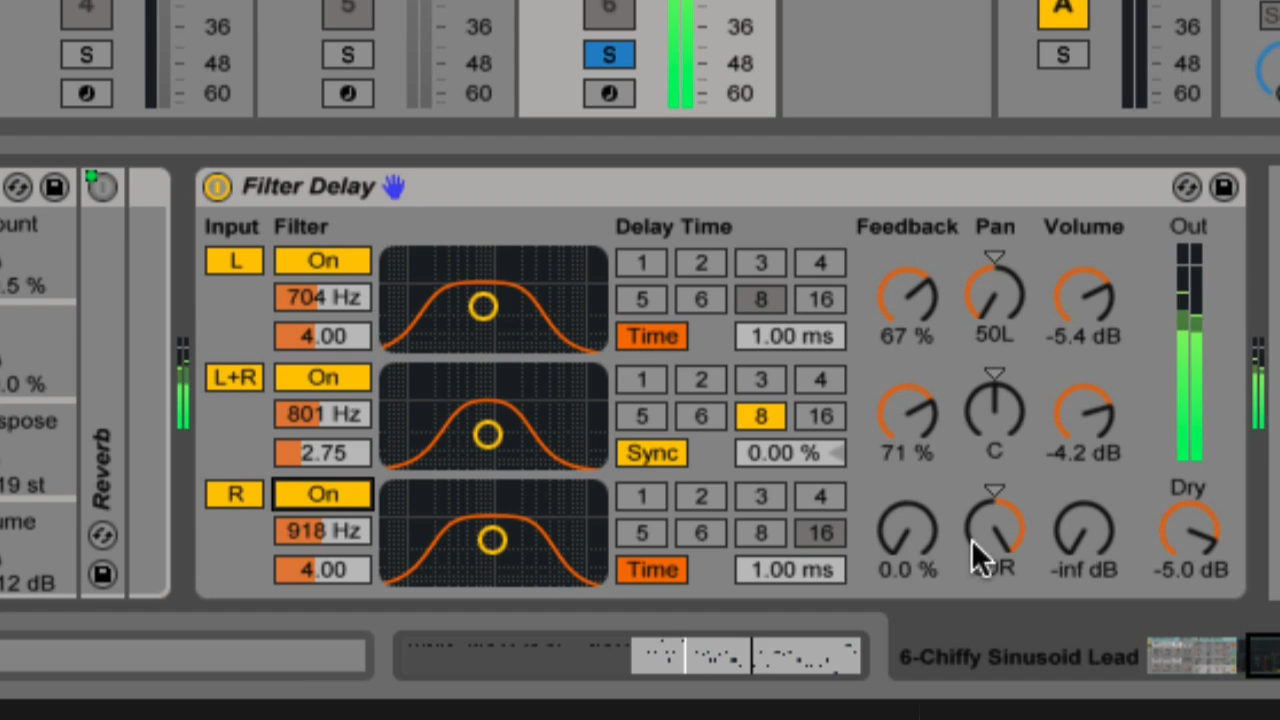 4 5 6 A
36 36 36 36
S S S S
48 48 48 48
60 60 60 60
Filter Delay
ount Input Filter Delay Time Feedback Pan Volume Out
L On 1 2 3 4
.5 % 704 Hz 5 6 8 16
4.00 Time 1.00 ms 67 % 50L -5.4 dB
.0 % L+R On 1 2 3 4
801 Hz 5 6 8 16
spose 2.75 Sync 0.00 % 71 % C -4.2 dB
Reverb
19 st R On 1 2 3 4 Dry
ume 918 Hz 5 6 8 16
12 dB 4.00 Time 1.00 ms 0.0 % -inf dB -5.0 dB
6-Chiffy Sinusoid Lead